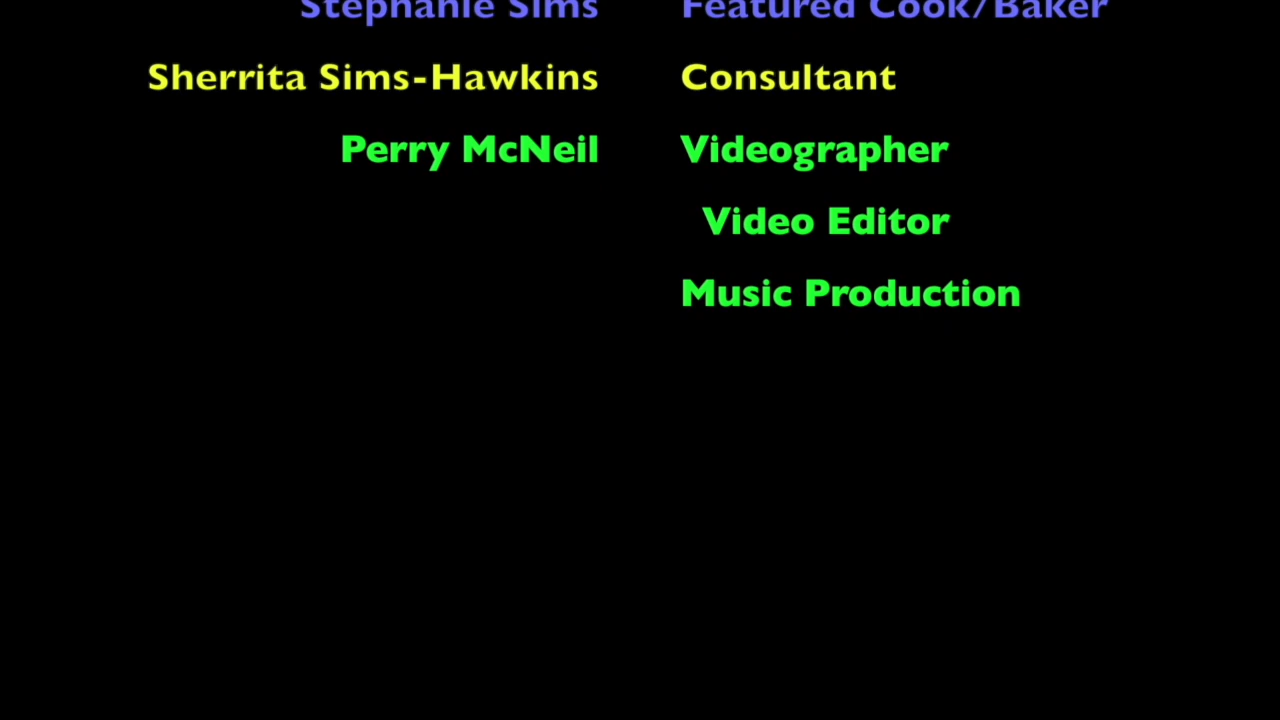 Stephanie Sims Featured Cook/Baker
Sherrita Sims-Hawkins Consultant
Perry McNeil Videographer
Video Editor
Music Production